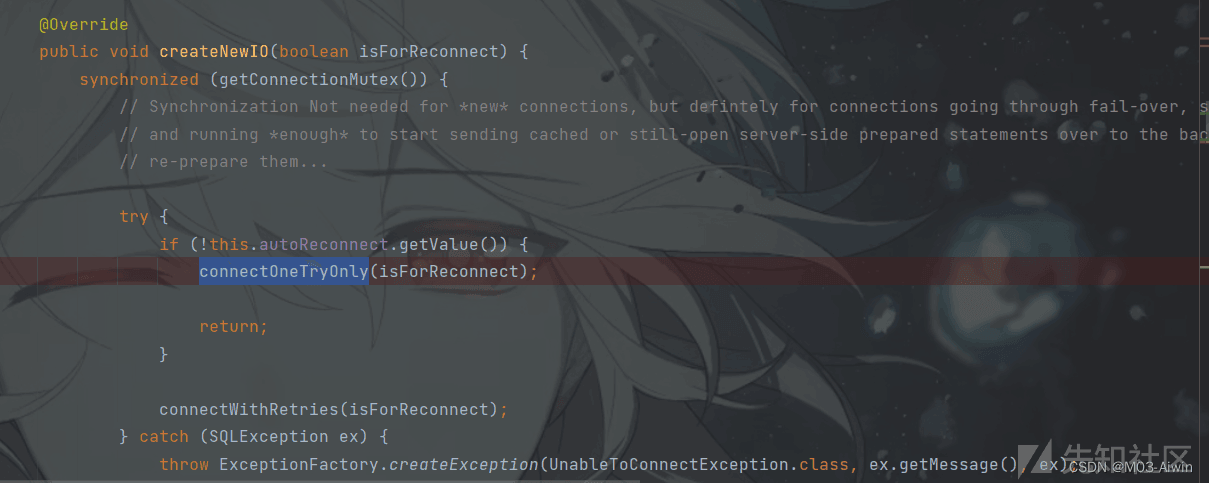 @Override
public void createNewIO(boolean isForReconnect) {
synchronized (getConnectionMutex()) {
// Synchronization Not needed for *new* connections, but defintely for connections going through fail-over, s
// and running *enough* to start sending cached or still-open server-side prepared statements over to the bac
// re-prepare them...
try {
if (!this.autoReconnect.getValue()) {
connectOneTryOnly(isForReconnect);
return;
}
connectWithRetries(isForReconnect);
} catch (SQLException ex) {
throw ExceptionFactory.createException(UnableToConnectException.class, ex.getMessage(), ex)
先知社区
CSDN @M03-Aiwin